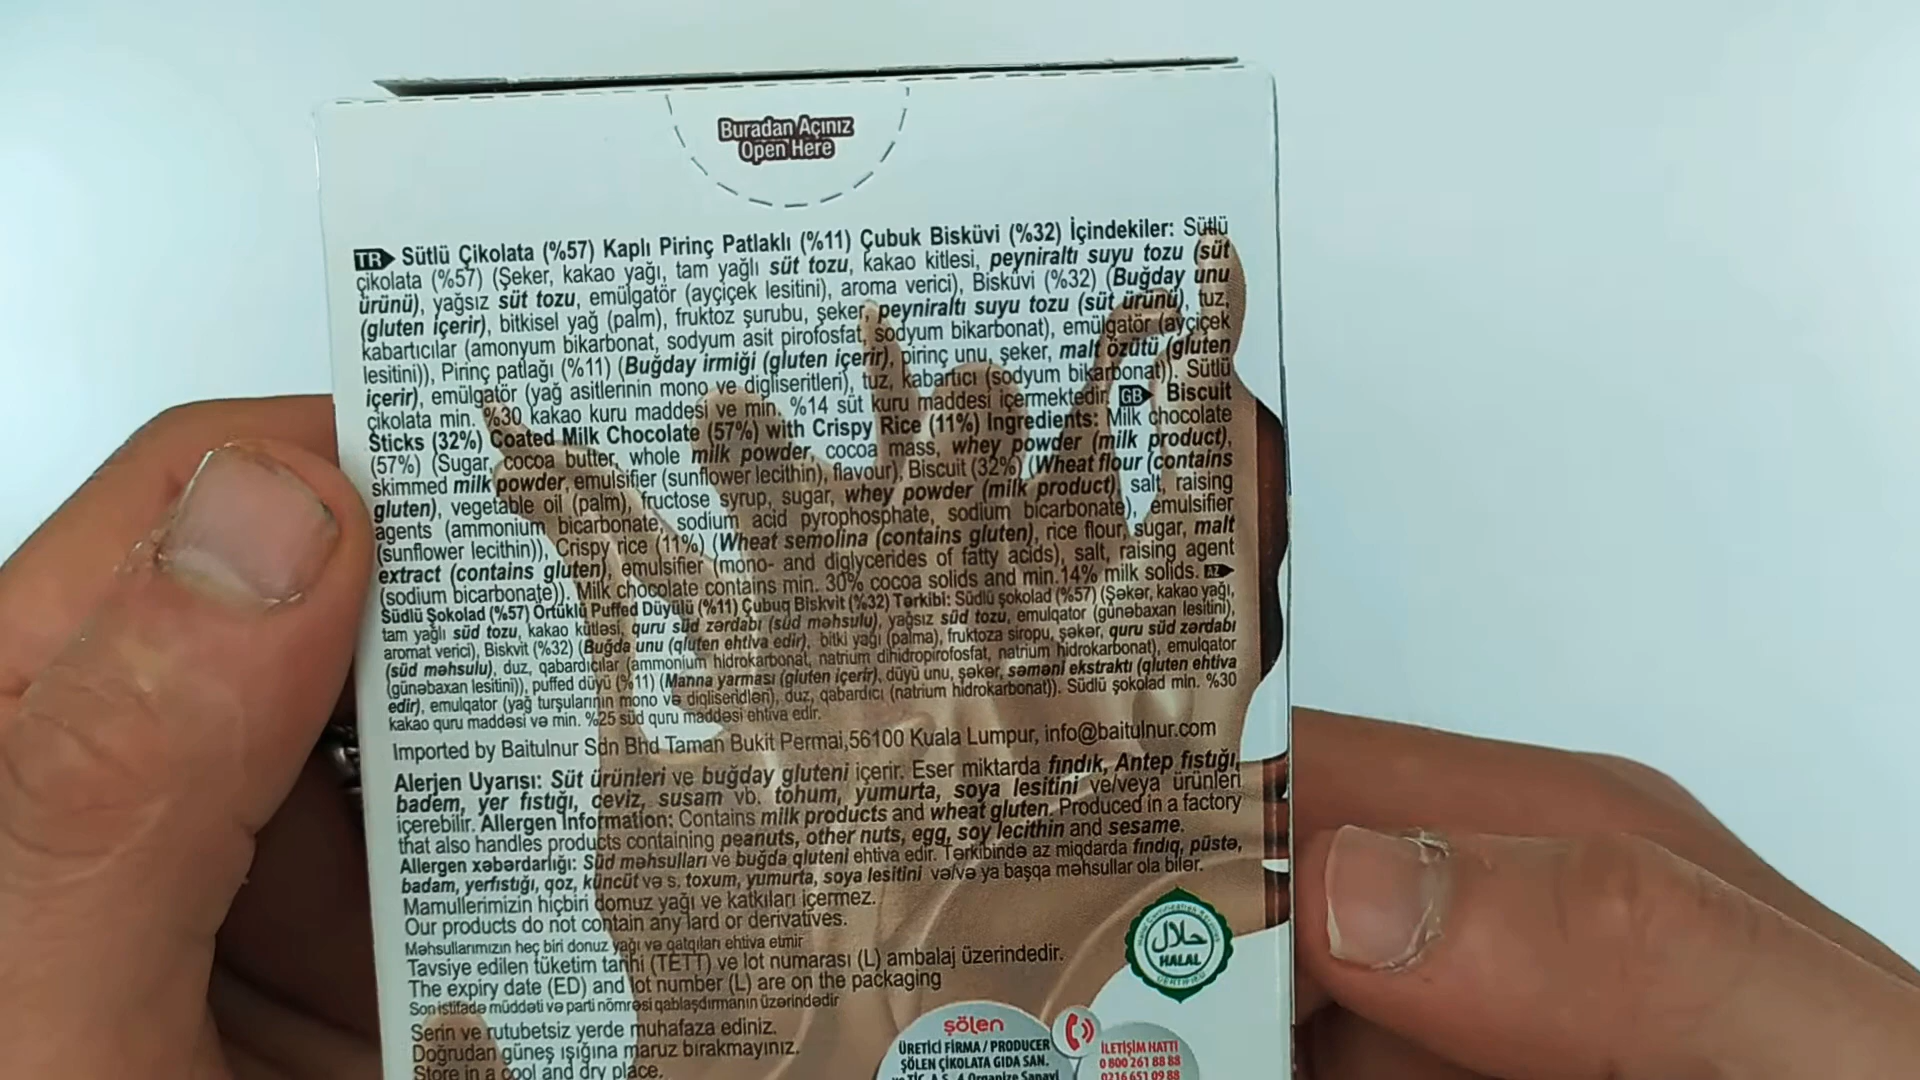 Buradan Açınız
Open Here
TR Sütlü Çikolata (%57) Kaplı Pirinç Patlaklı (%11) Çubuk Bisküvi (%32) İçindekiler: Sütlü
çikolata (%57) (Şeker, kakao yağı, tam yağlı süt tozu, kakao kitlesi, peyniraltı suyu tozu (süt
ürünü), yağsız süt tozu, emülgatör (ayçiçek lesitini), aroma verici), Bisküvi (%32) (Buğday unu
(gluten içerir), bitkisel yağ (palm), fruktoz şurubu, şeker, peyniraltı suyu tozu (süt ürünü), tuz,
kabartıcılar (amonyum bikarbonat, sodyum asit pirofosfat, sodyum bikarbonat), emülgatör (ayçiçek
lesitini)), Pirinç patlağı (%11) (Buğday irmiği (gluten içerir), pirinç unu, şeker, malt özütü (gluten
içerir), emülgatör (yağ asitlerinin mono ve digliseritleri), tuz, kabartıcı (sodyum bikarbonat)). Sütlü
çikolata min. %30 kakao kuru maddesi ve min. %14 süt kuru maddesi içermektedir. GB Biscuit
Sticks (32%) Coated Milk Chocolate (57%) with Crispy Rice (11%) Ingredients: Milk chocolate
(57%) (Sugar, cocoa butter, whole milk powder, cocoa mass, whey powder (milk product),
skimmed milk powder, emulsifier (sunflower lecithin), flavour), Biscuit (32%) (Wheat flour (contains
gluten), vegetable oil (palm), fructose syrup, sugar, whey powder (milk product), salt, raising
agents (ammonium bicarbonate, sodium acid pyrophosphate, sodium bicarbonate), emulsifier
(sunflower lecithin)), Crispy rice (11%) (Wheat semolina (contains gluten), rice flour, sugar, malt
extract (contains gluten), emulsifier (mono- and diglycerides of fatty acids), salt, raising agent
(sodium bicarbonate)). Milk chocolate contains min. 30% cocoa solids and min.14% milk solids. AZ
Südlü Şokolad (%57) Örtüklü Puffed Düyülü (%11) Çubuq Biskvit (%32) Tərkibi: Südlü şokolad (%57) (Şəkər, kakao yağı,
tam yağlı süd tozu, kakao kütləsi, quru süd zərdabı (süd məhsulu), yağsız süd tozu, emulqator (günəbaxan lesitini),
aromat verici), Biskvit (%32) (Buğda unu (qluten ehtiva edir), bitki yağı (palma), fruktoza siropu, şəkər, quru süd zərdabı
(süd məhsulu), duz, qabardıcılar (ammonium hidrokarbonat, natrium dihidropirofosfat, natrium hidrokarbonat), emulqator
(günəbaxan lesitini)), puffed düyü (%11) (Manna yarması (gluten içerir), düyü unu, şəkər, səməni ekstraktı (qluten ehtiva
edir), emulqator (yağ turşularının mono və digliseridləri), duz, qabardıcı (natrium hidrokarbonat)). Südlü şokolad min. %30
kakao quru maddəsi və min. %25 süd quru maddəsi ehtiva edir.
Imported by Baitulnur Sdn Bhd Taman Bukit Permai,56100 Kuala Lumpur, info@baitulnur.com
Alerjen Uyarısı: Süt ürünleri ve buğday gluteni içerir. Eser miktarda fındık, Antep fıstığı,
badem, yer fıstığı, ceviz, susam vb. tohum, yumurta, soya lesitini ve/veya ürünleri
içerebilir. Allergen Information: Contains milk products and wheat gluten. Produced in a factory
that also handles products containing peanuts, other nuts, egg, soy lecithin and sesame.
Allergen xəbərdarlığı: Süd məhsulları ve buğda qluteni ehtiva edir. Tərkibində az miqdarda fındıq, püstə,
badam, yerfıstığı, qoz, küncüt və s. toxum, yumurta, soya lesitini və/və ya başqa məhsullar ola bilər.
Mamullerimizin hiçbiri domuz yağı ve katkıları içermez.
Our products do not contain any lard or derivatives.
Məhsullarımızın heç biri donuz yağı və qatqıları ehtiva etmir
Tavsiye edilen tüketim tarihi (TETT) ve lot numarası (L) ambalaj üzerindedir.
The expiry date (ED) and lot number (L) are on the packaging
Son istifadə müddəti və parti nömrəsi qablaşdırmanın üzərindədir
Serin ve rutubetsiz yerde muhafaza ediniz.
Doğrudan güneş ışığına maruz bırakmayınız.
Store in a cool and dry place.
حلال
HALAL
şölen
ÜRETİCİ FİRMA / PRODUCER
ŞÖLEN ÇİKOLATA GIDA SAN.
ve TİC. A.Ş. 4.Organize Sanayi
İLETİŞİM HATTI
0 800 261 88 88
0216 651 09 88